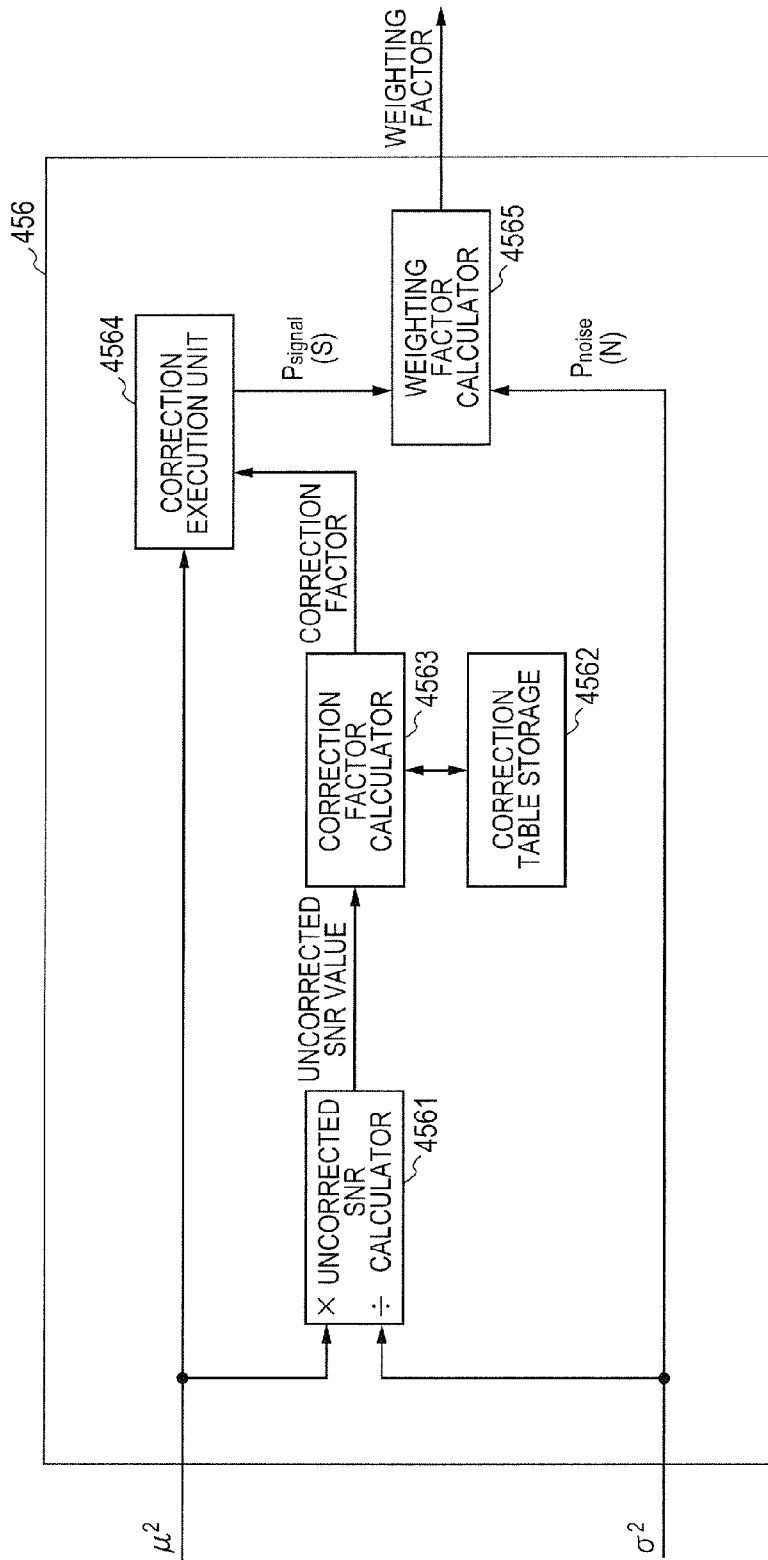 456
μ²
σ²
× UNCORRECTED
SNR
÷ CALCULATOR
4561
UNCORRECTED
SNR VALUE
CORRECTION
FACTOR
CALCULATOR
4563
CORRECTION
TABLE STORAGE
4562
CORRECTION
FACTOR
CORRECTION
EXECUTION UNIT
4564
Psignal
(S)
WEIGHTING
FACTOR
CALCULATOR
4565
Pnoise
(N)
WEIGHTING
FACTOR